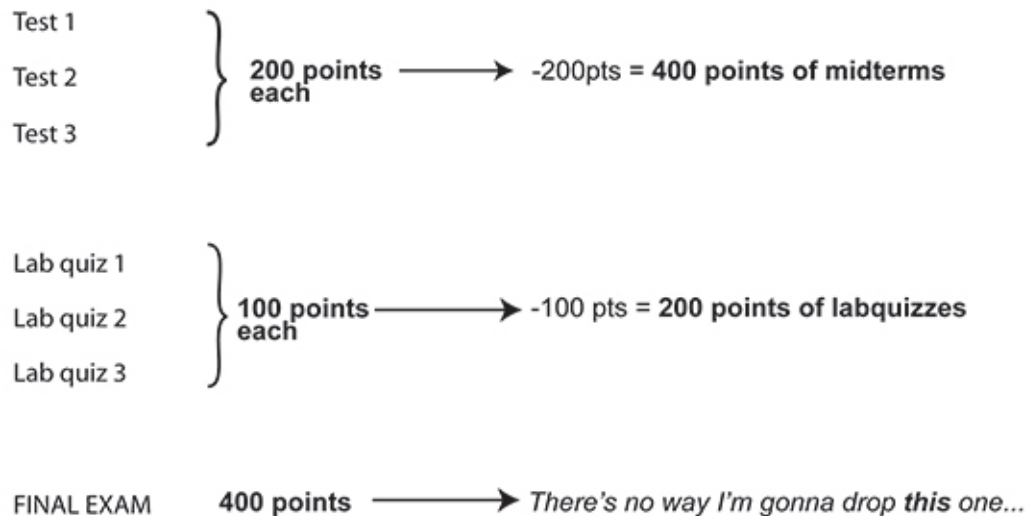 Test 1
Test 2
Test 3
200 points
each
-200pts = 400 points of midterms
Lab quiz 1
Lab quiz 2
Lab quiz 3
100 points
each
-100 pts = 200 points of labquizzes
FINAL EXAM 400 points There's no way I'm gonna drop this one...